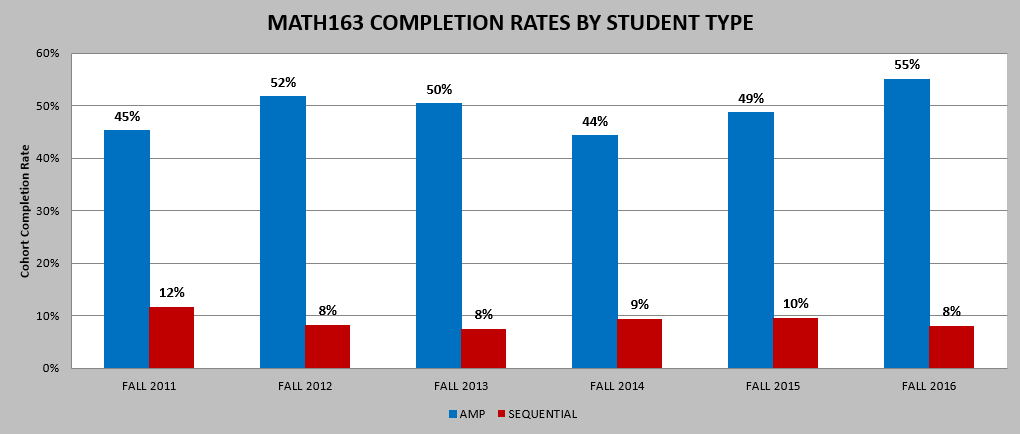 MATH163 COMPLETION RATES BY STUDENT TYPE
Cohort Completion Rate
60%
50%
40%
30%
20%
10%
0%
45%
12%
52%
8%
50%
8%
44%
9%
49%
10%
55%
8%
FALL 2011
FALL 2012
FALL 2013
FALL 2014
FALL 2015
FALL 2016
AMP
SEQUENTIAL